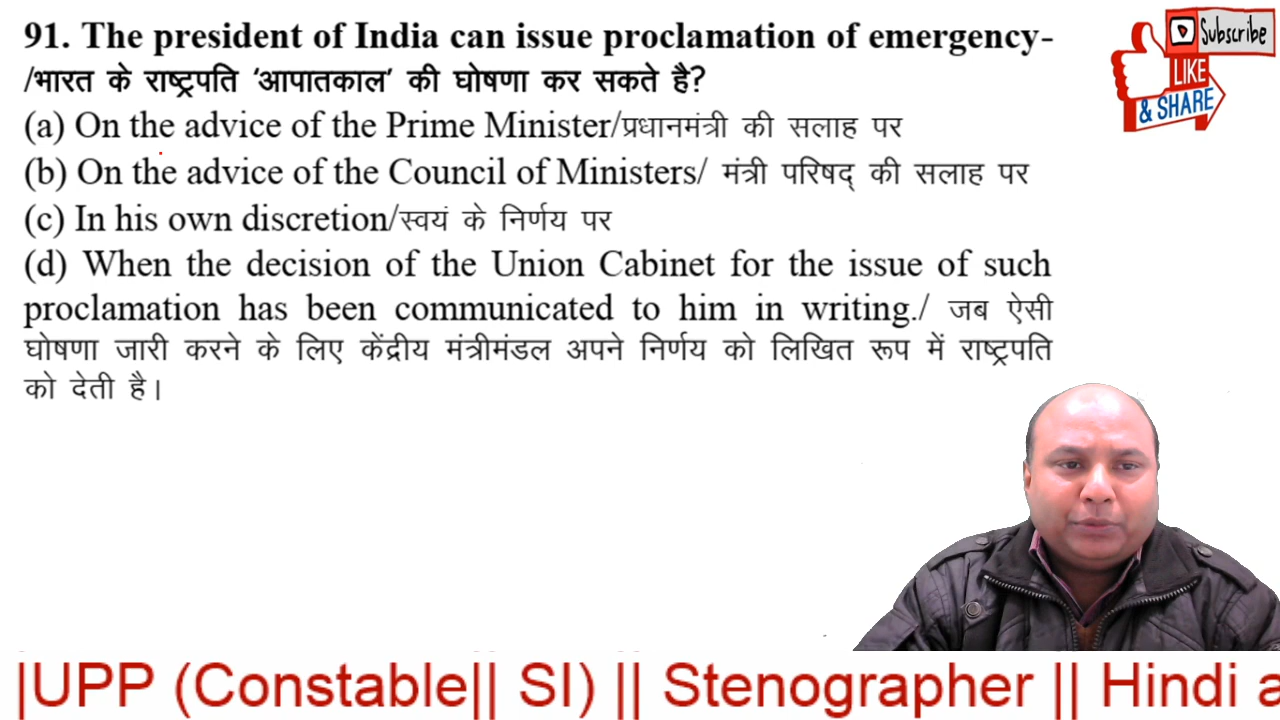 91. The president of India can issue proclamation of emergency-
/भारत के राष्ट्रपति ‘आपातकाल’ की घोषणा कर सकते है?
(a) On the advice of the Prime Minister/प्रधानमंत्री की सलाह पर
(b) On the advice of the Council of Ministers/ मंत्री परिषद् की सलाह पर
(c) In his own discretion/स्वयं के निर्णय पर
(d) When the decision of the Union Cabinet for the issue of such
proclamation has been communicated to him in writing./ जब ऐसी
घोषणा जारी करने के लिए केंद्रीय मंत्रीमंडल अपने निर्णय को लिखित रूप में राष्ट्रपति
को देती है।
Subscribe
LIKE
& SHARE
|UPP (Constable|| SI) || Stenographer || Hindi a